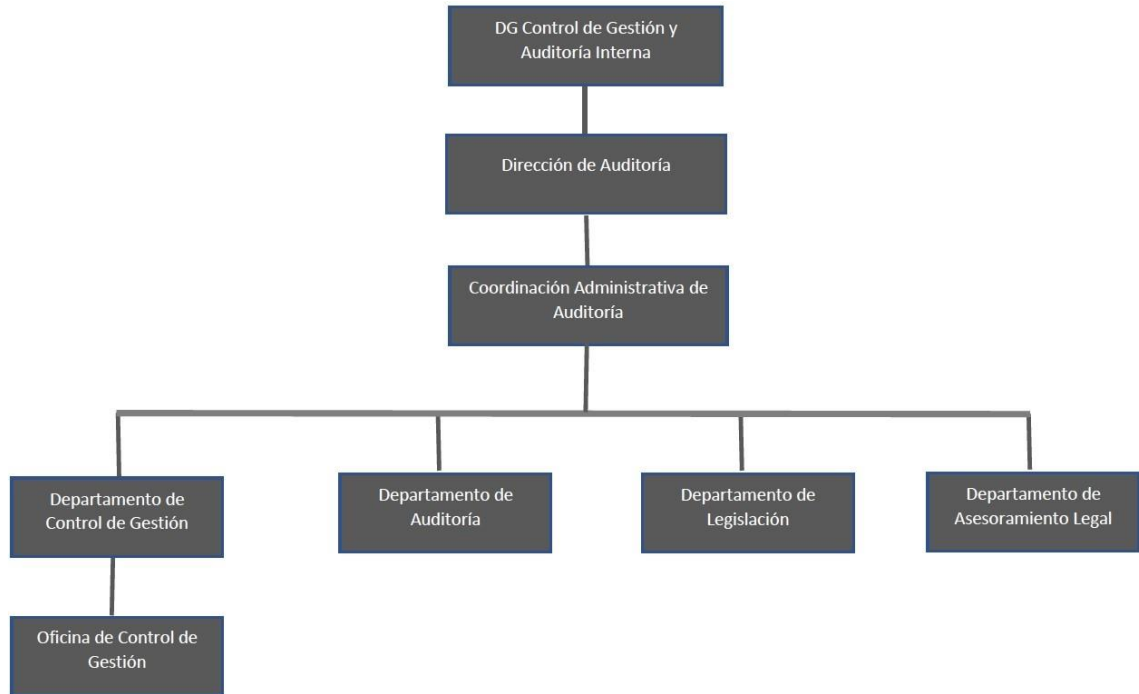 DG Control de Gestión y
Auditoría Interna
Dirección de Auditoría
Coordinación Administrativa de
Auditoría
Departamento de
Control de Gestión
Departamento de
Auditoría
Departamento de
Legislación
Departamento de
Asesoramiento Legal
Oficina de Control de
Gestión